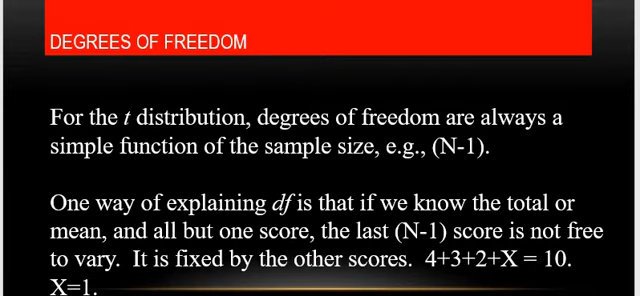 DEGREES OF FREEDOM
For the t distribution, degrees of freedom are always a
simple function of the sample size, e.g., (N-1).
One way of explaining df is that if we know the total or
mean, and all but one score, the last (N-1) score is not free
to vary. It is fixed by the other scores. 4+3+2+X = 10.
X=1.